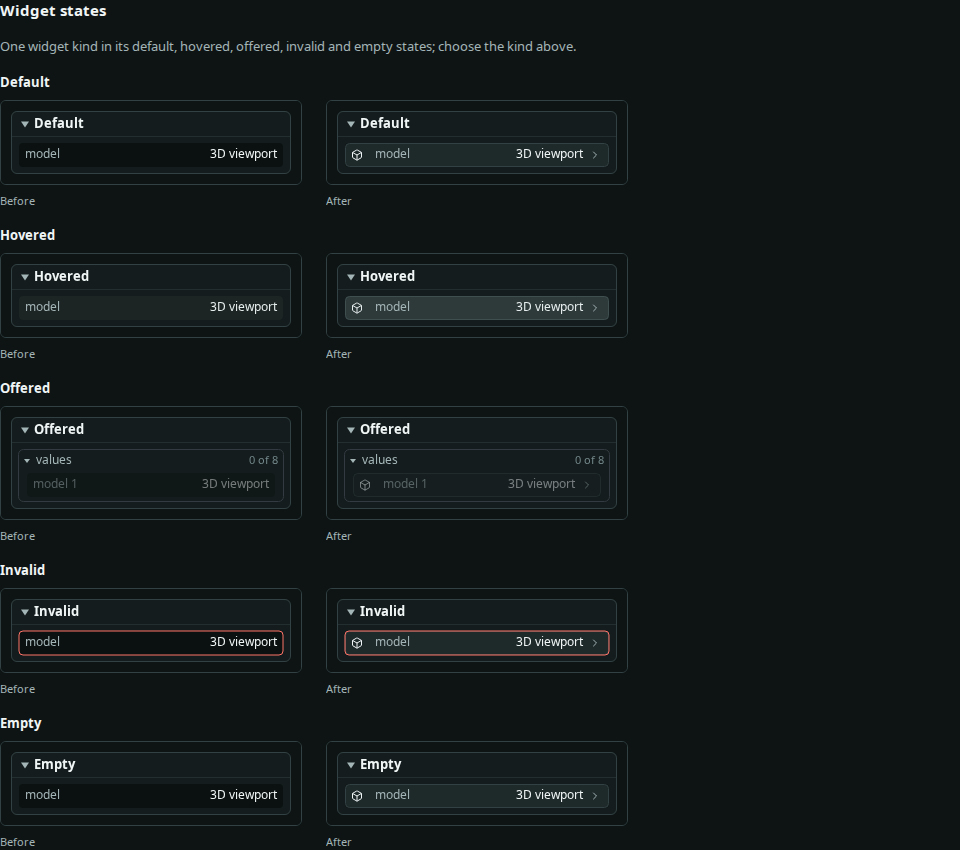 Widget states
One widget kind in its default, hovered, offered, invalid and empty states; choose the kind above.
Default
Default
model 3D viewport
Before
Default
model 3D viewport
After
Hovered
Hovered
model 3D viewport
Before
Hovered
model 3D viewport
After
Offered
Offered
values 0 of 8
model 1 3D viewport
Before
Offered
values 0 of 8
model 1 3D viewport
After
Invalid
Invalid
model 3D viewport
Before
Invalid
model 3D viewport
After
Empty
Empty
model 3D viewport
Before
Empty
model 3D viewport
After